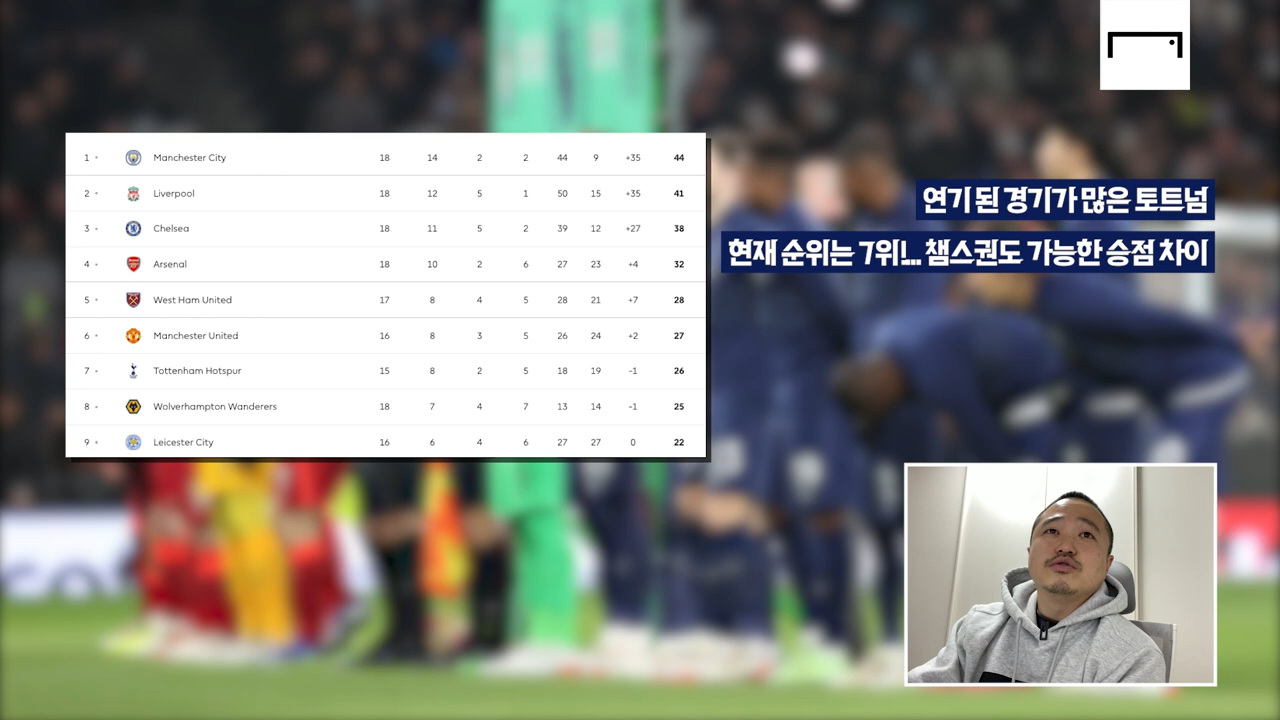 1 Manchester City 18 14 2 2 44 9 +35 44
2 Liverpool 18 12 5 1 50 15 +35 41
3 Chelsea 18 11 5 2 39 12 +27 38
4 Arsenal 18 10 2 6 27 23 +4 32
5 West Ham United 17 8 4 5 28 21 +7 28
6 Manchester United 16 8 3 5 26 24 +2 27
7 Tottenham Hotspur 15 8 2 5 18 19 -1 26
8 Wolverhampton Wanderers 18 7 4 7 13 14 -1 25
9 Leicester City 16 6 4 6 27 27 0 22
연기 된 경기가 많은 토트넘
현재 순위는 7위!... 챔스권도 가능한 승점 차이